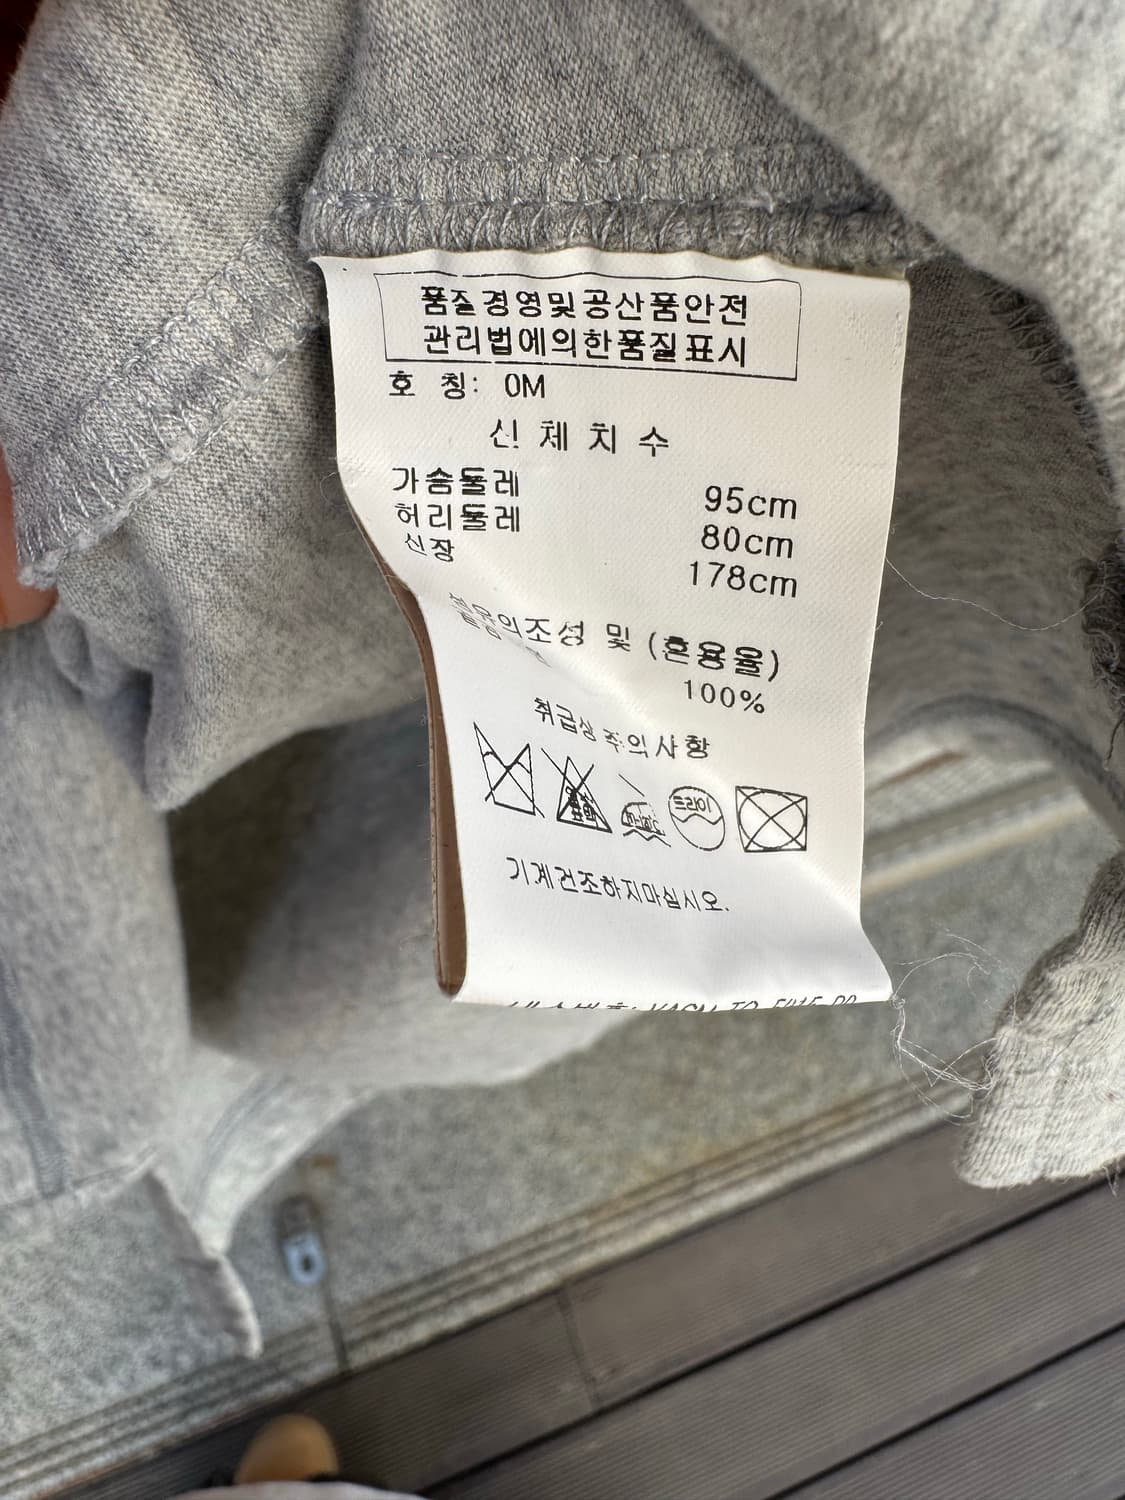 품질경영및공산품안전
관리법에의한품질표시
호 칭: 0M
신 체 치 수
가슴둘레 95cm
허리둘레 80cm
신장 178cm
조성 및 (혼용율)
100%
취급상 주의사항
드라이
기계건조하지마십시오.